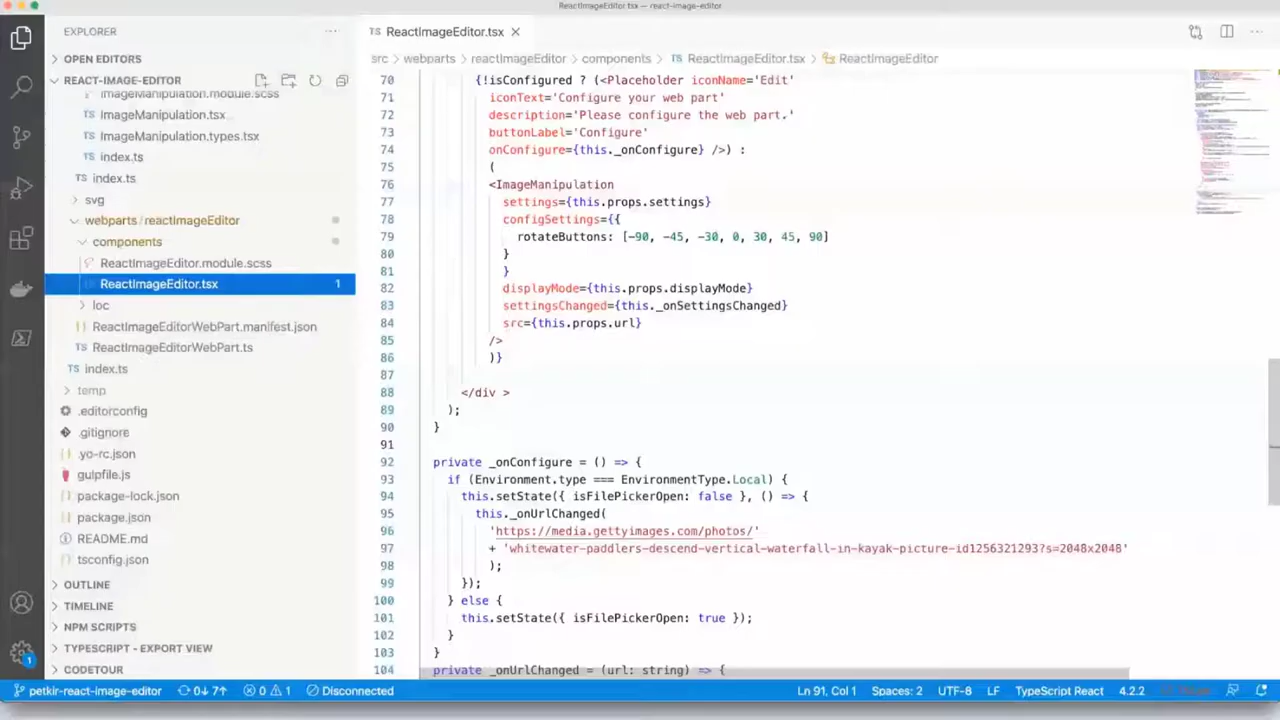 ReactImageEditor.tsx — react-image-editor
EXPLORER
OPEN EDITORS
REACT-IMAGE-EDITOR
ImageManipulation.module.scss
ImageManipulation.tsx
ImageManipulation.types.tsx
index.ts
index.ts
webparts/reactImageEditor
components
ReactImageEditor.module.scss
ReactImageEditor.tsx 1
loc
ReactImageEditorWebPart.manifest.json
ReactImageEditorWebPart.ts
index.ts
temp
.editorconfig
.gitignore
.yo-rc.json
gulpfile.js
package-lock.json
package.json
README.md
tsconfig.json
OUTLINE
TIMELINE
NPM SCRIPTS
TYPESCRIPT - EXPORT VIEW
CODETOUR
1
TS ReactImageEditor.tsx
src > webparts > reactImageEditor > components > TS ReactImageEditor.tsx > ReactImageEditor
70 {!isConfigured ? (<Placeholder iconName='Edit'
71 iconText='Configure your web part'
72 description='Please configure the web part.'
73 buttonLabel='Configure'
74 onConfigure={this._onConfigure} />) :
75
76 <ImageManipulation
77 settings={this.props.settings}
78 configSettings={{
79 rotateButtons: [-90, -45, -30, 0, 30, 45, 90]
80 }
81 }
82 displayMode={this.props.displayMode}
83 settingsChanged={this._onSettingsChanged}
84 src={this.props.url}
85 />
86 )}
87
88 </div >
89 );
90 }
91
92 private _onConfigure = () => {
93 if (Environment.type === EnvironmentType.Local) {
94 this.setState({ isFilePickerOpen: false }, () => {
95 this._onUrlChanged(
96 'https://media.gettyimages.com/photos/'
97 + 'whitewater-paddlers-descend-vertical-waterfall-in-kayak-picture-id1256321293?s=2048x2048'
98 );
99 });
100 } else {
101 this.setState({ isFilePickerOpen: true });
102 }
103 }
104 private _onUrlChanged = (url: string) => {
petkir-react-image-editor 0↓ 7↑ 0 1 Disconnected Ln 91, Col 1 Spaces: 2 UTF-8 LF TypeScript React 4.2.2